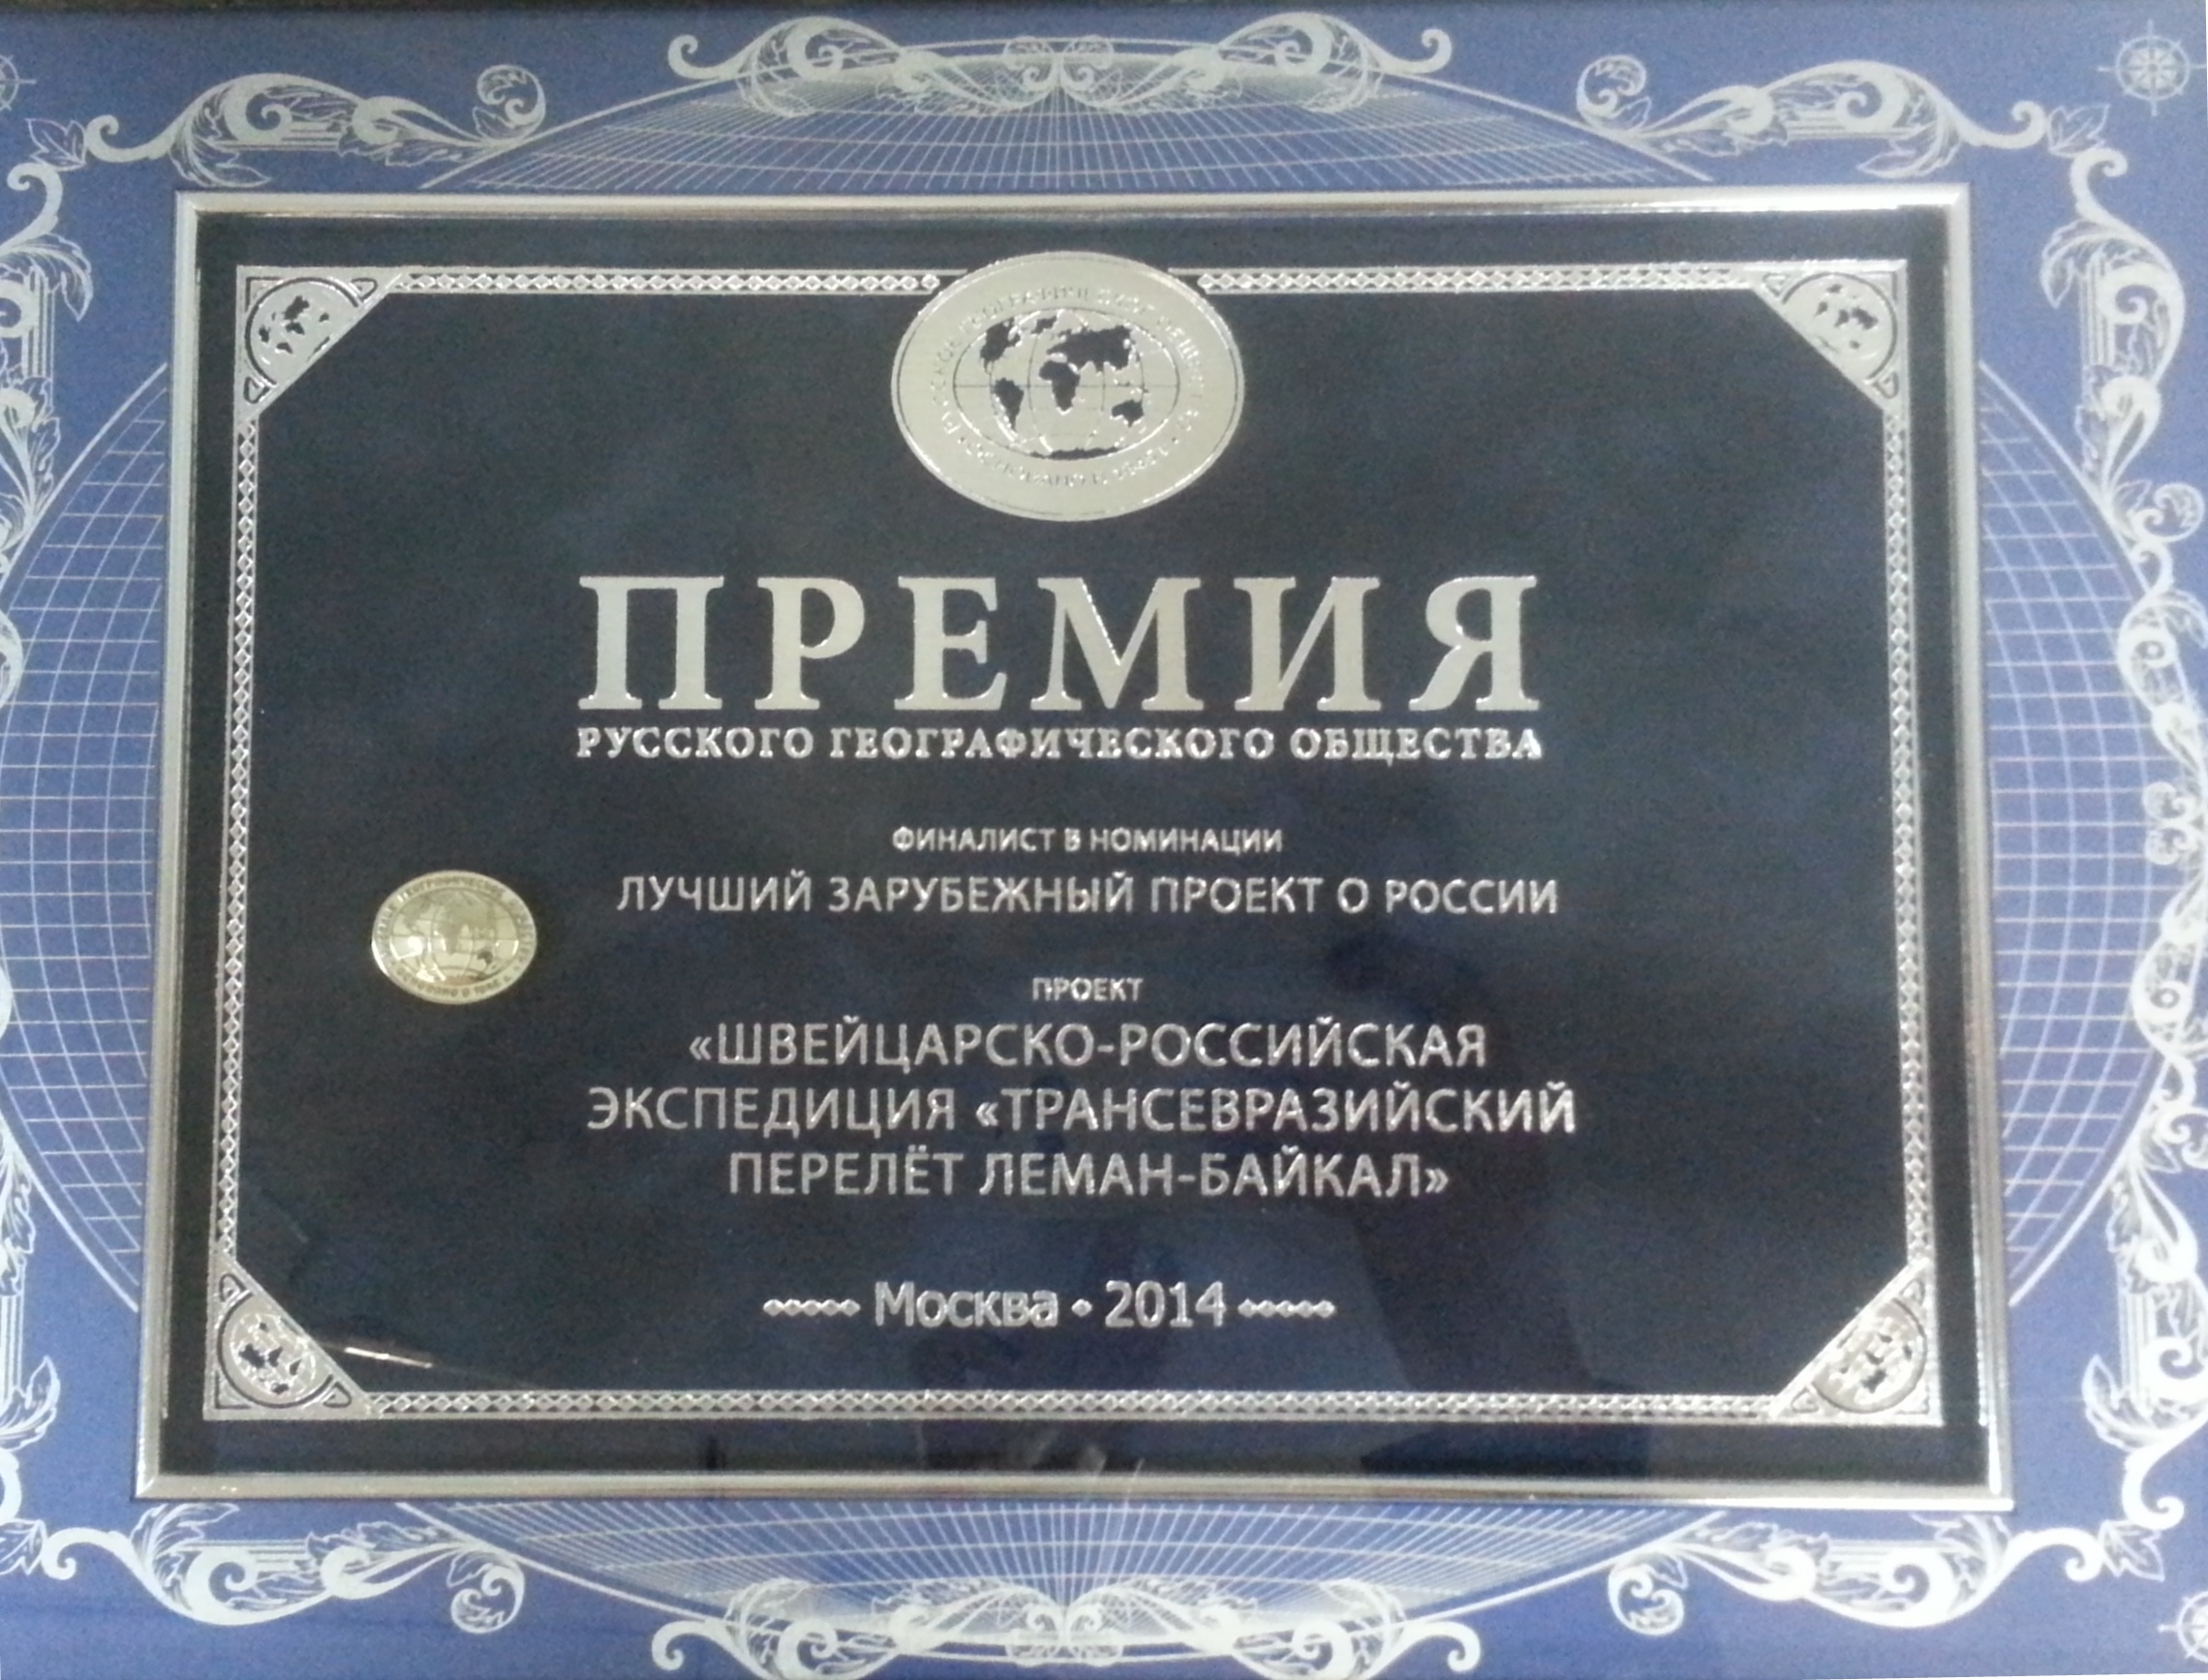 ПРЕМИЯ
РУССКОГО ГЕОГРАФИЧЕСКОГО ОБЩЕСТВА
ФИНАЛИСТ В НОМИНАЦИИ
ЛУЧШИЙ ЗАРУБЕЖНЫЙ ПРОЕКТ О РОССИИ
ПРОЕКТ
«ШВЕЙЦАРСКО-РОССИЙСКАЯ
ЭКСПЕДИЦИЯ «ТРАНСЕВРАЗИЙСКИЙ
ПЕРЕЛЁТ ЛЕМАН-БАЙКАЛ»
Москва • 2014